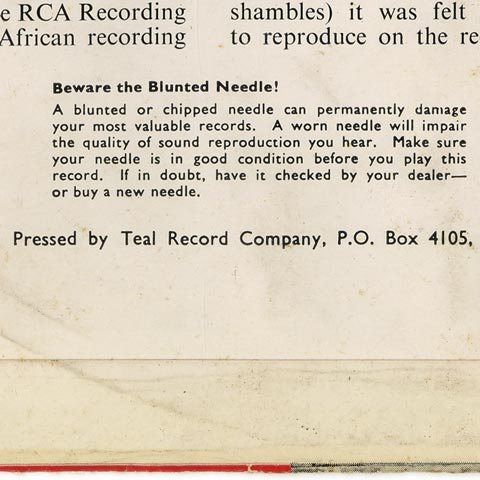 e RCA Recording
African recording
shambles) it was felt
to reproduce on the re
Beware the Blunted Needle!
A blunted or chipped needle can permanently damage
your most valuable records. A worn needle will impair
the quality of sound reproduction you hear. Make sure
your needle is in good condition before you play this
record. If in doubt, have it checked by your dealer—
or buy a new needle.
Pressed by Teal Record Company, P.O. Box 4105,